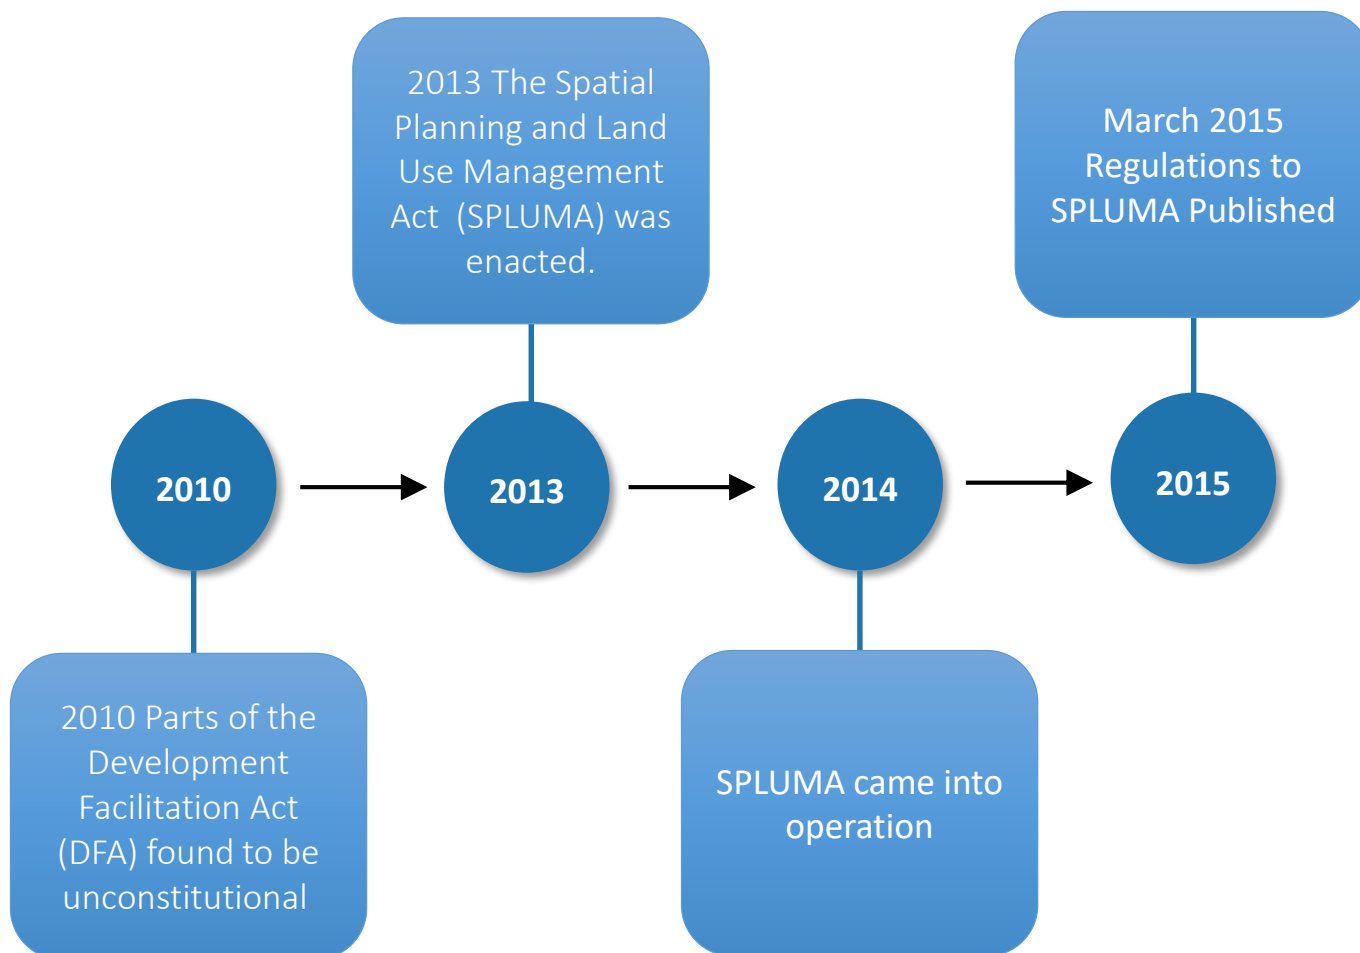 2013 The Spatial
Planning and Land
Use Management
Act (SPLUMA) was
enacted.
March 2015
Regulations to
SPLUMA Published
2010
2013
2014
2015
2010 Parts of the
Development
Facilitation Act
(DFA) found to be
unconstitutional
SPLUMA came into
operation